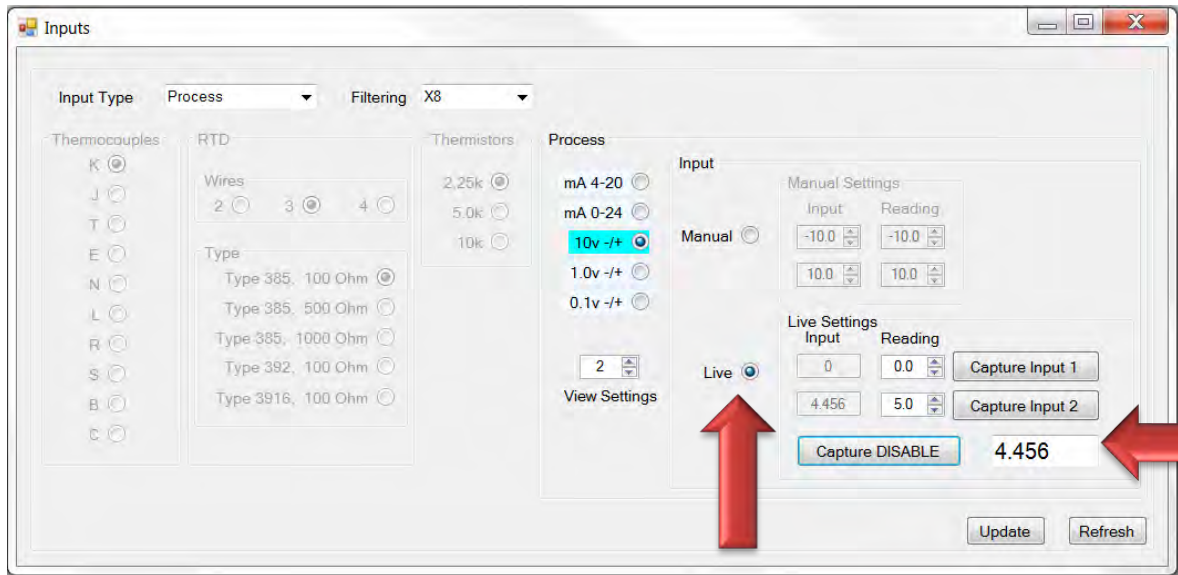 Inputs
Input Type Process Filtering X8
Thermocouples
K
J
T
E
N
L
R
S
B
C
RTD
Wires
2 3 4
Type
Type 385, 100 Ohm
Type 385, 500 Ohm
Type 385, 1000 Ohm
Type 392, 100 Ohm
Type 3916, 100 Ohm
Thermistors
2.25k
5.0k
10k
Process
mA 4-20
mA 0-24
10v -/+
1.0v -/+
0.1v -/+
2
View Settings
Input
Manual
Manual Settings
Input Reading
-10.0 -10.0
10.0 10.0
Live
Live Settings
Input Reading
0 0.0 Capture Input 1
4.456 5.0 Capture Input 2
Capture DISABLE 4.456
Update Refresh